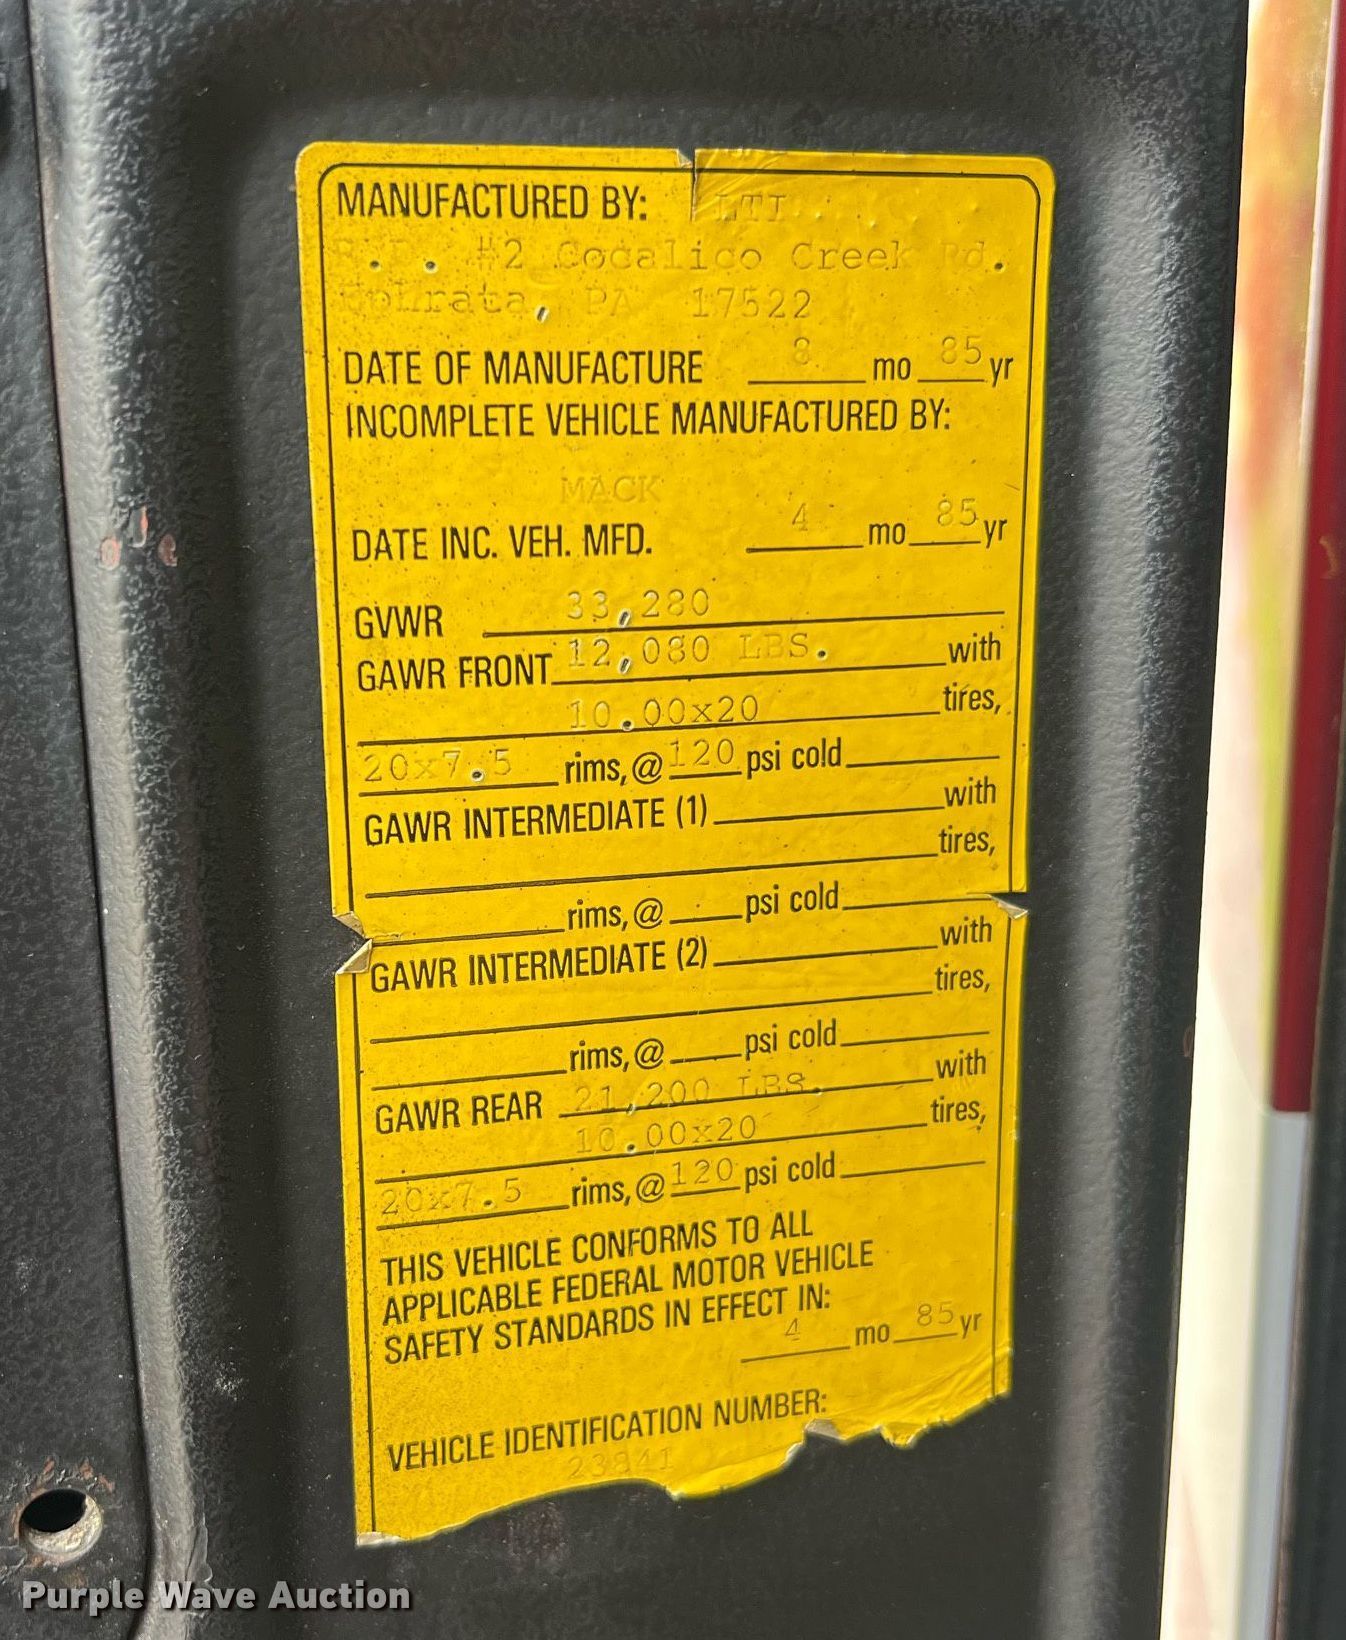 MANUFACTURED BY: LTI
#2 Cocalico Creek Rd.
Ephrata, PA 17522
DATE OF MANUFACTURE 8 mo 85 yr
INCOMPLETE VEHICLE MANUFACTURED BY:
MACK
DATE INC. VEH. MFD. 4 mo 85 yr
GVWR 33,280
GAWR FRONT 12,080 LBS. with
10.00x20 tires,
20x7.5 rims, @ 120 psi cold
GAWR INTERMEDIATE (1) with
tires,
rims, @ psi cold
GAWR INTERMEDIATE (2) with
tires,
rims, @ psi cold
GAWR REAR 21,200 LBS. with
10.00x20 tires,
20x7.5 rims, @ 120 psi cold
THIS VEHICLE CONFORMS TO ALL
APPLICABLE FEDERAL MOTOR VEHICLE
SAFETY STANDARDS IN EFFECT IN:
4 mo 85 yr
VEHICLE IDENTIFICATION NUMBER:
Purple Wave Auction